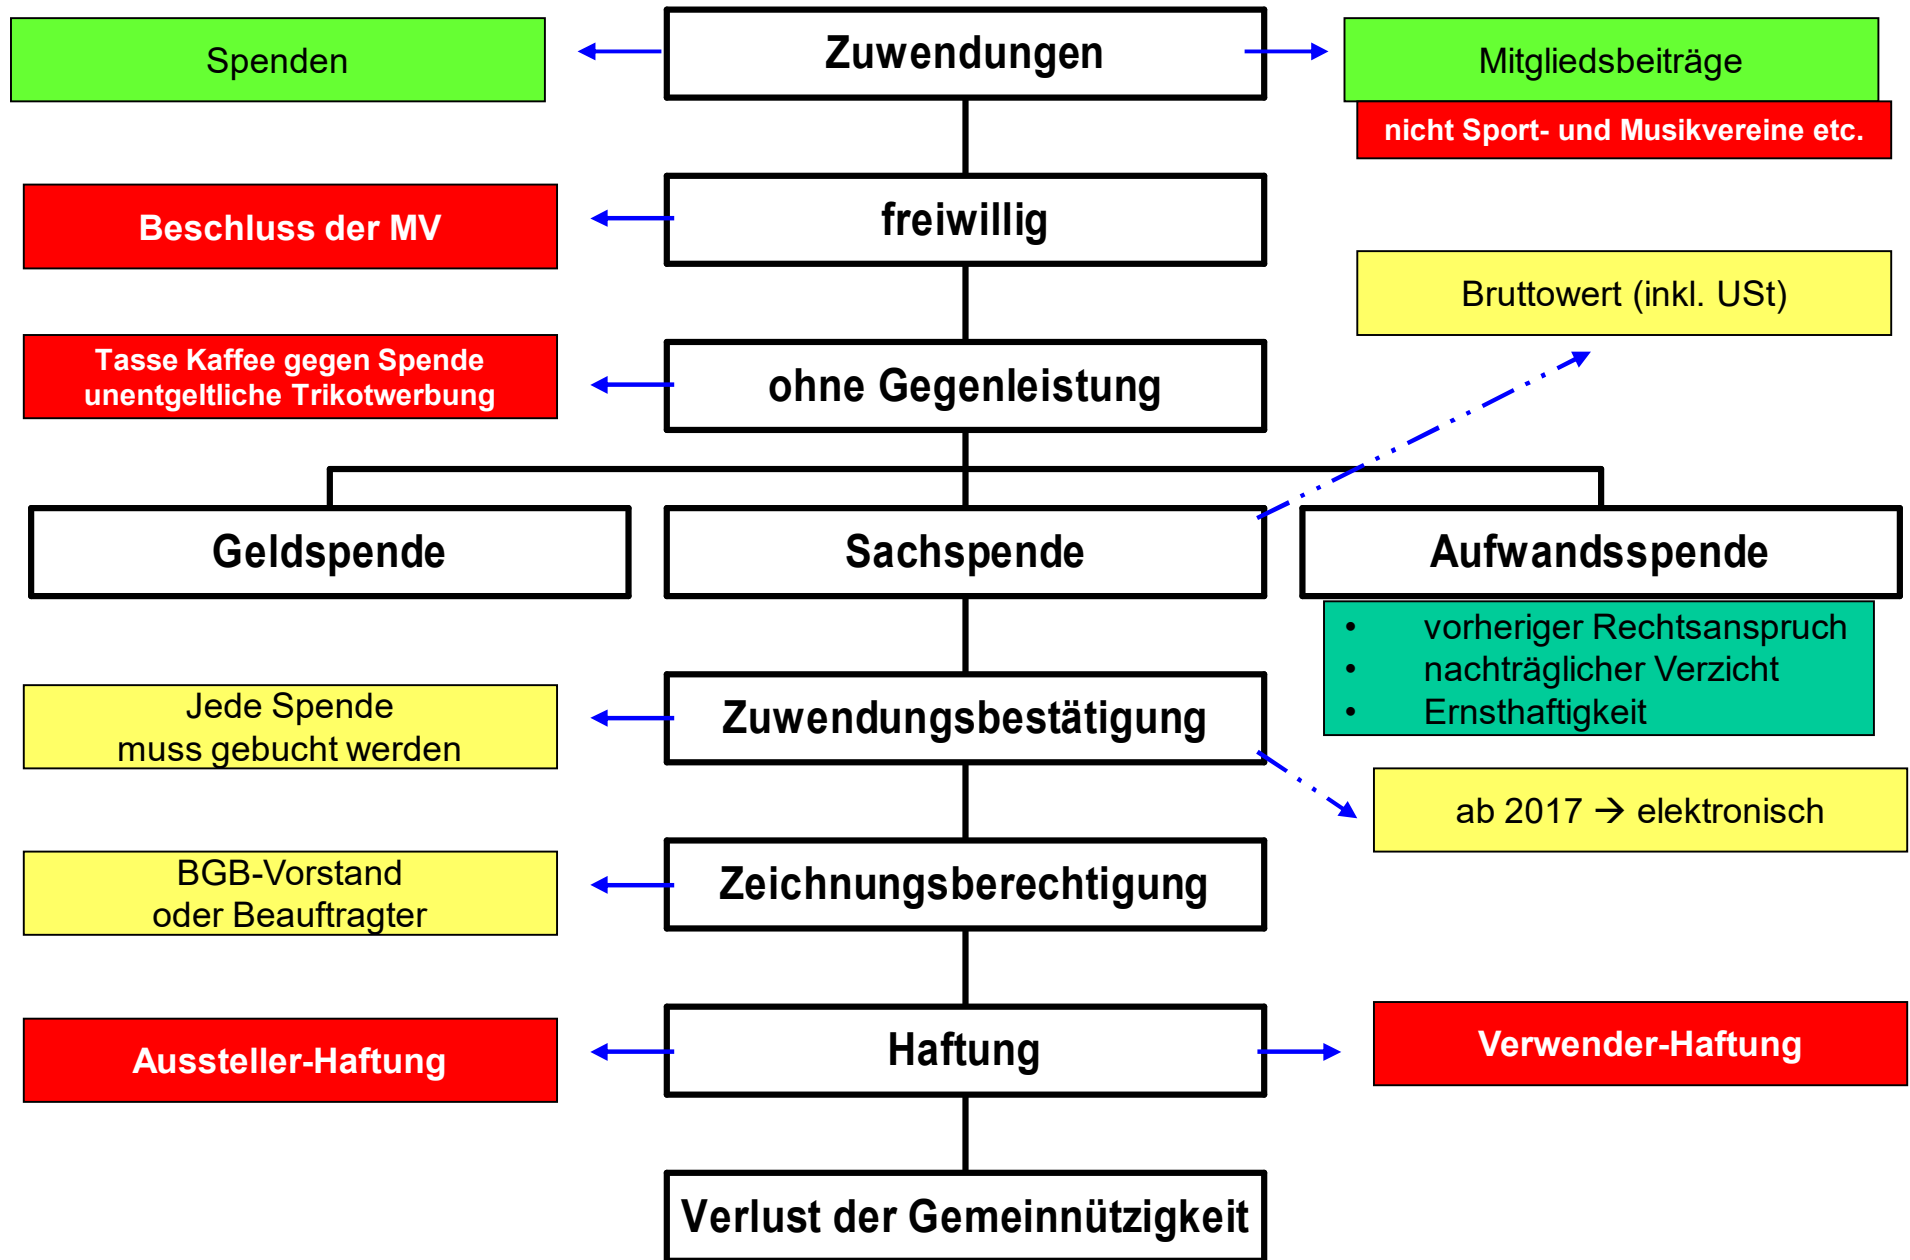 Spenden
Zuwendungen
Mitgliedsbeiträge
nicht Sport- und Musikvereine etc.
Beschluss der MV
freiwillig
Bruttowert (inkl. USt)
Tasse Kaffee gegen Spende
unentgeltliche Trikotwerbung
ohne Gegenleistung
Geldspende
Sachspende
Aufwandsspende
• vorheriger Rechtsanspruch
• nachträglicher Verzicht
• Ernsthaftigkeit
Jede Spende
muss gebucht werden
Zuwendungsbestätigung
ab 2017 → elektronisch
BGB-Vorstand
oder Beauftragter
Zeichnungsberechtigung
Aussteller-Haftung
Haftung
Verwender-Haftung
Verlust der Gemeinnützigkeit